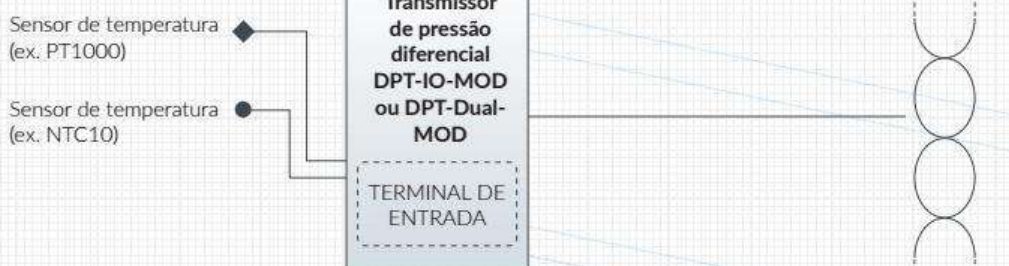 Sensor de temperatura
(ex. PT1000)
Sensor de temperatura
(ex. NTC10)
Transmissor
de pressão
diferencial
DPT-IO-MOD
ou DPT-Dual-
MOD
TERMINAL DE
ENTRADA